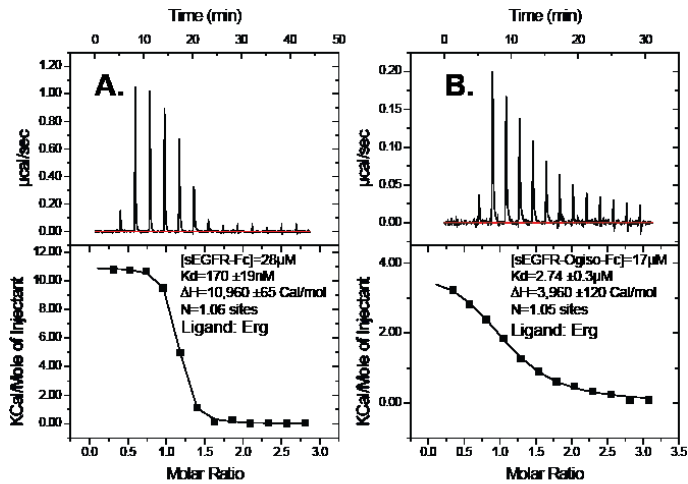 Time (min)
0 10 20 30 40 50
A.
1.20
1.00
0.80
0.60
0.40
0.20
0.00
µcal/sec
[sEGFR-Fc]=28µM
Kd=170 ±19nM
ΔH=10,960 ±65 Cal/mol
N=1.06 sites
Ligand: Erg
12.00
10.00
8.00
6.00
4.00
2.00
0.00
KCal/Mole of Injectant
0.0 0.5 1.0 1.5 2.0 2.5 3.0
Molar Ratio
Time (min)
0 10 20 30
B.
0.20
0.15
0.10
0.05
0.00
µcal/sec
[sEGFR-Ogiso-Fc]=17µM
Kd=2.74 ±0.3µM
ΔH=3,960 ±120 Cal/mol
N=1.05 sites
Ligand: Erg
4.00
2.00
0.00
KCal/Mole of Injectant
0.0 0.5 1.0 1.5 2.0 2.5 3.0
Molar Ratio